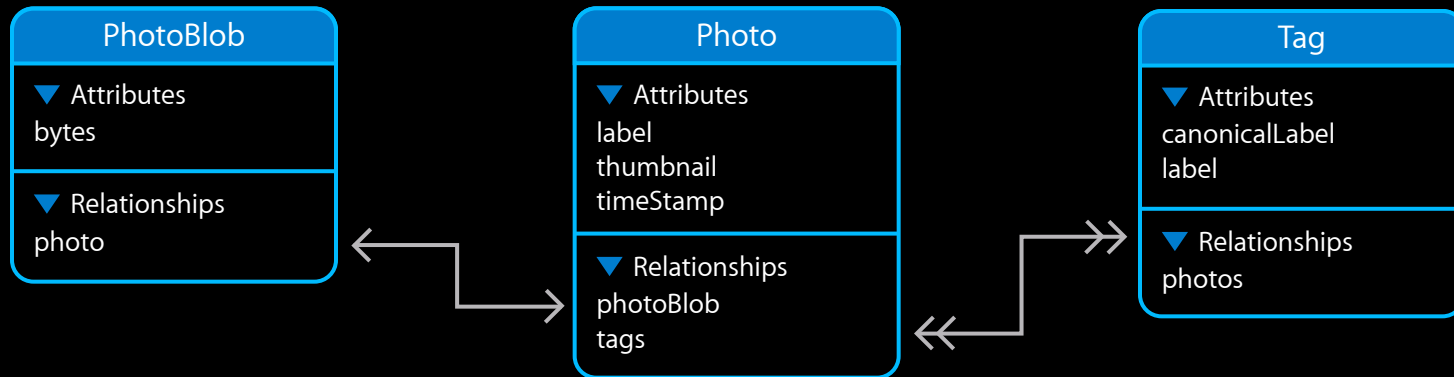 PhotoBlob
Attributes
bytes
Relationships
photo
Photo
Attributes
label
thumbnail
timeStamp
Relationships
photoBlob
tags
Tag
Attributes
canonicalLabel
label
Relationships
photos